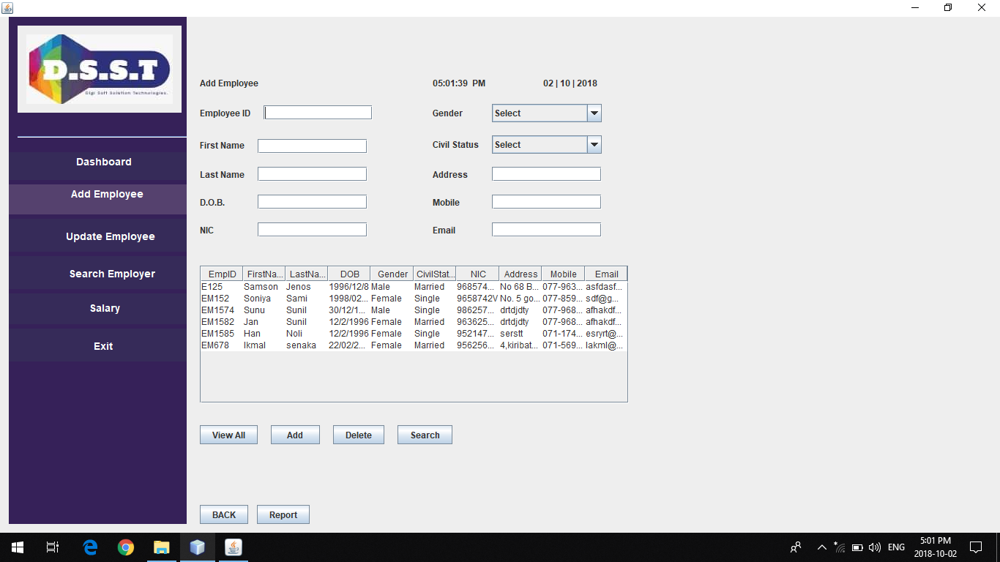 D.S.S.T
Digi Soft Solution Technologies.
Dashboard
Add Employee
Update Employee
Search Employer
Salary
Exit
Add Employee 05:01:39 PM 02 | 10 | 2018
Employee ID Gender Select
First Name Civil Status Select
Last Name Address
D.O.B. Mobile
NIC Email
EmpID FirstNa... LastNa... DOB Gender CivilStat... NIC Address Mobile Email
E125 Samson Jenos 1996/12/8 Male Married 968574... No 68 B... 077-963... asfdasf...
EM152 Soniya Sami 1998/02... Female Single 9658742V No. 5 go... 077-859... sdf@g...
EM1574 Sunu Sunil 30/12/1... Male Single 986257... drtdjdty 077-968... afhakdf...
EM1582 Jan Sunil 12/2/1996 Female Married 963625... drtdjdty 077-968... afhakdf...
EM1585 Han Noli 12/2/1996 Female Single 952147... serstt 071-174... esryrt@...
EM678 Ikmal senaka 22/02/2... Female Married 956256... 4,kiribat... 071-569... lakml@...
View All Add Delete Search
BACK Report
ENG 5:01 PM
2018-10-02